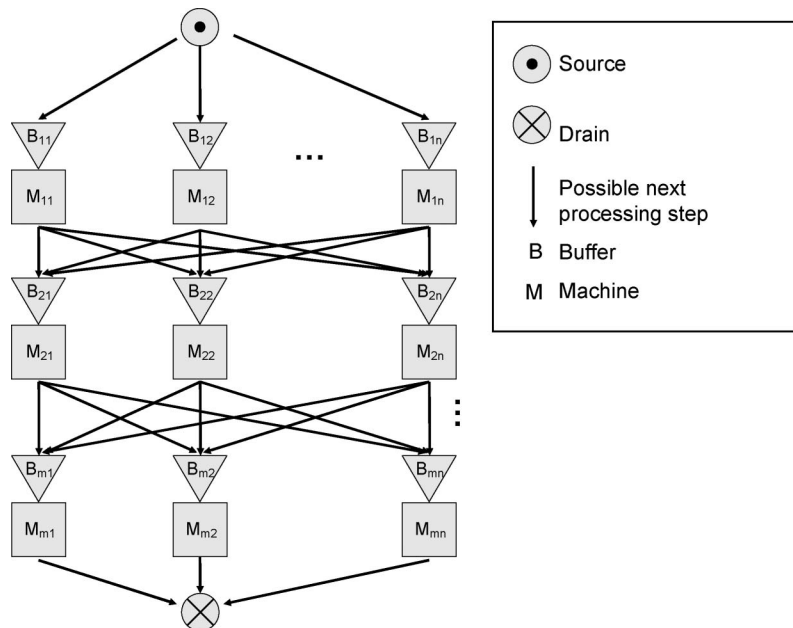 Source
Drain
Possible next
processing step
B Buffer
M Machine
B11
B12
B1n
...
M11
M12
M1n
B21
B22
B2n
M21
M22
M2n
...
Bm1
Bm2
Bmn
Mm1
Mm2
Mmn